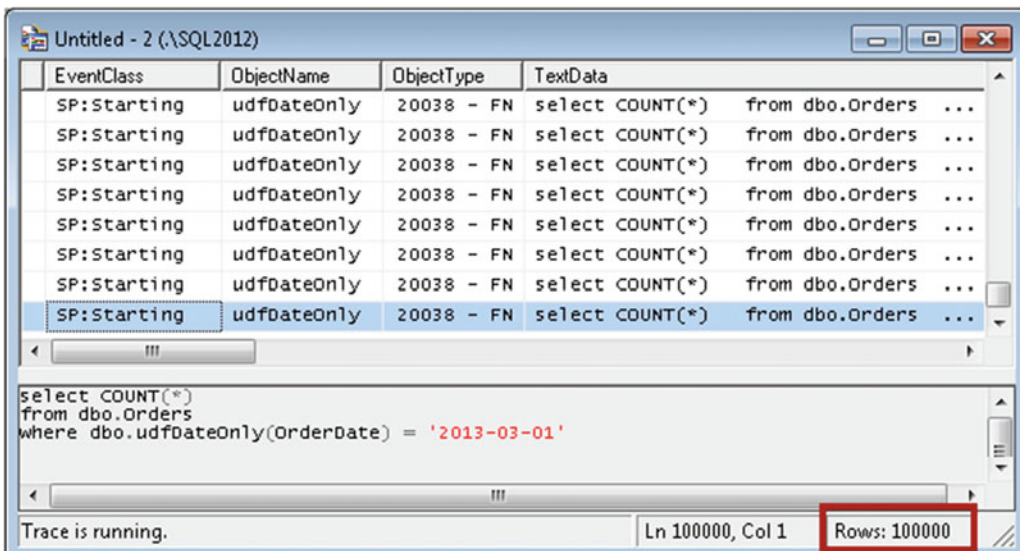 Untitled - 2 (.\SQL2012)
EventClass ObjectName ObjectType TextData
SP:Starting udfDateOnly 20038 - FN select COUNT(*) from dbo.Orders ...
SP:Starting udfDateOnly 20038 - FN select COUNT(*) from dbo.Orders ...
SP:Starting udfDateOnly 20038 - FN select COUNT(*) from dbo.Orders ...
SP:Starting udfDateOnly 20038 - FN select COUNT(*) from dbo.Orders ...
SP:Starting udfDateOnly 20038 - FN select COUNT(*) from dbo.Orders ...
SP:Starting udfDateOnly 20038 - FN select COUNT(*) from dbo.Orders ...
SP:Starting udfDateOnly 20038 - FN select COUNT(*) from dbo.Orders ...
SP:Starting udfDateOnly 20038 - FN select COUNT(*) from dbo.Orders ...
select COUNT(*)
from dbo.Orders
where dbo.udfDateOnly(OrderDate) = '2013-03-01'
Trace is running. Ln 100000, Col 1 Rows: 100000